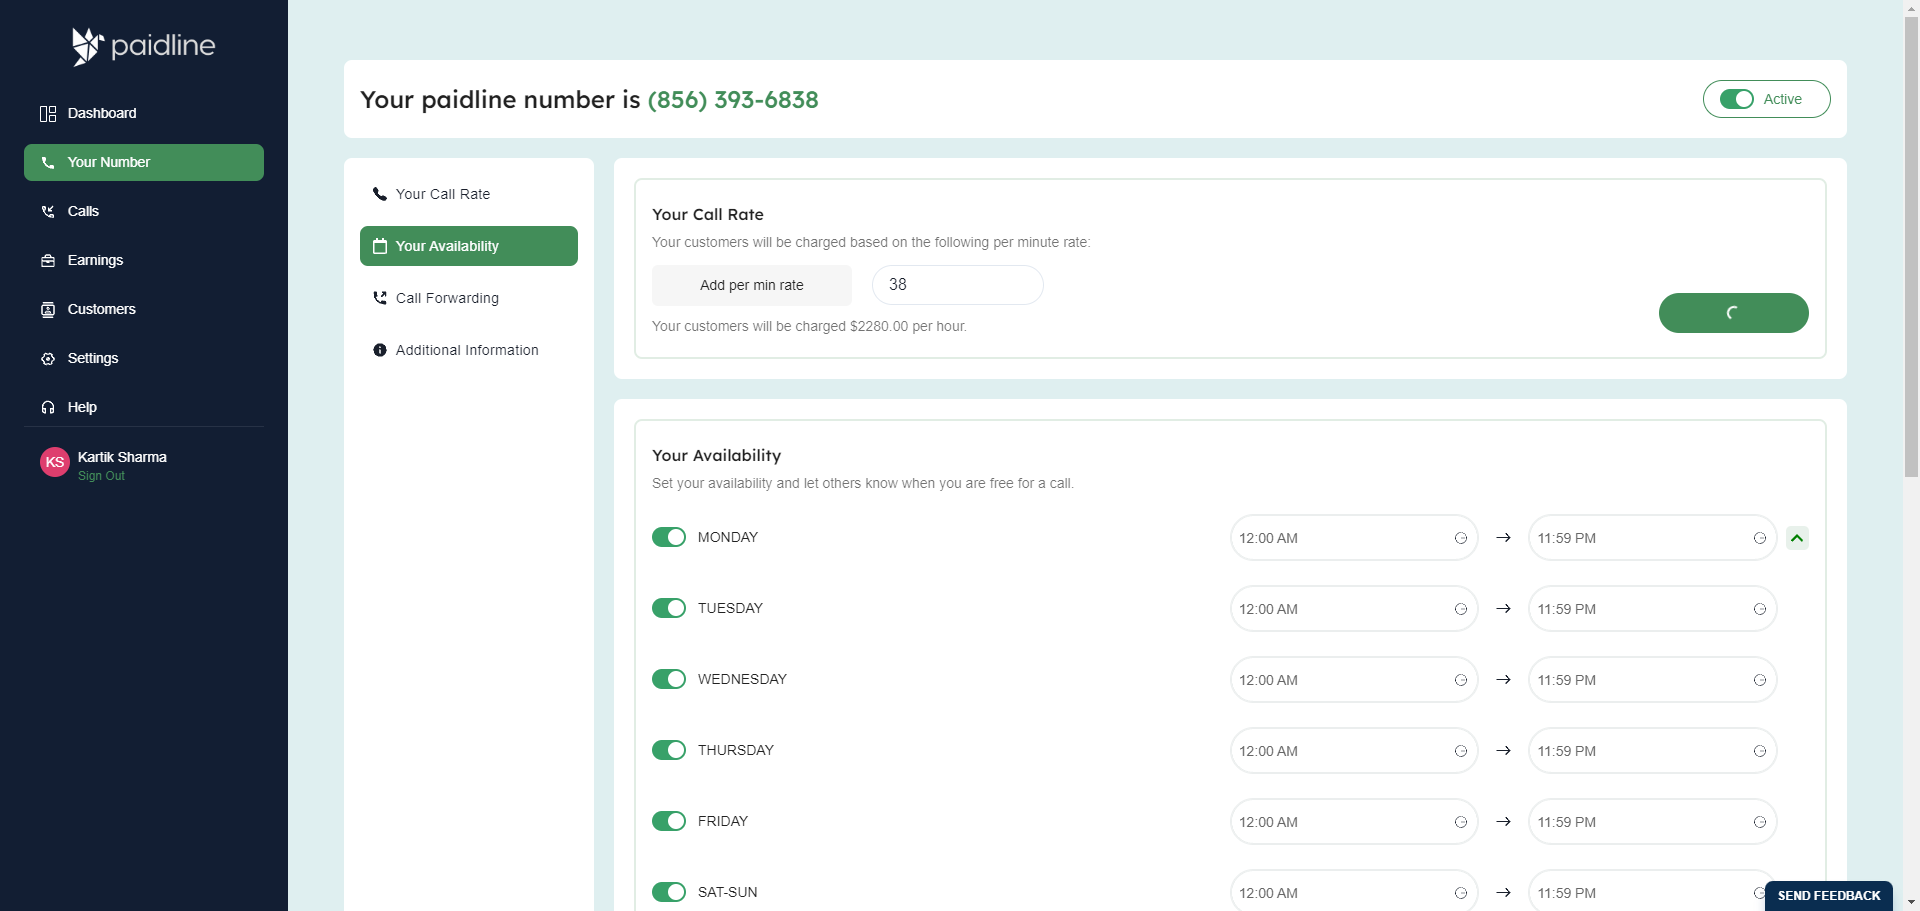 paidline
Dashboard
Your Number
Calls
Earnings
Customers
Settings
Help
KS
Kartik Sharma
Sign Out
Your paidline number is (856) 393-6838
Active
Your Call Rate
Your Availability
Call Forwarding
Additional Information
Your Call Rate
Your customers will be charged based on the following per minute rate:
Add per min rate 38
Your customers will be charged $2280.00 per hour.
Your Availability
Set your availability and let others know when you are free for a call.
MONDAY 12:00 AM → 11:59 PM
TUESDAY 12:00 AM → 11:59 PM
WEDNESDAY 12:00 AM → 11:59 PM
THURSDAY 12:00 AM → 11:59 PM
FRIDAY 12:00 AM → 11:59 PM
SAT-SUN 12:00 AM → 11:59 PM
SEND FEEDBACK